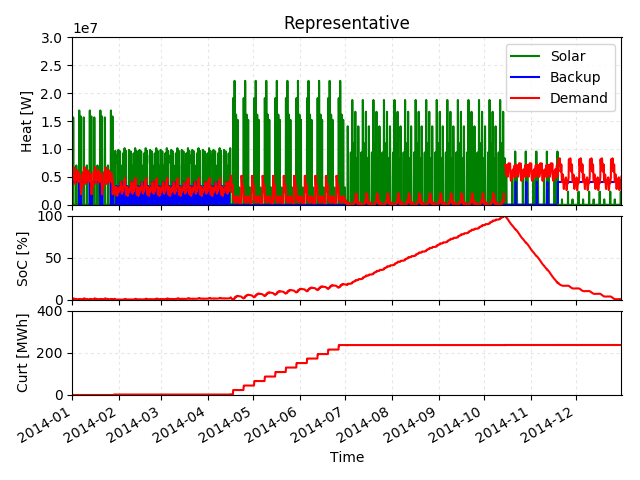 Representative
1e7
3.0
2.5
2.0
1.5
1.0
0.5
0.0
Heat [W]
Solar
Backup
Demand
100
50
0
SoC [%]
400
200
0
Curt [MWh]
2014-01
2014-02
2014-03
2014-04
2014-05
2014-06
2014-07
2014-08
2014-09
2014-10
2014-11
2014-12
Time